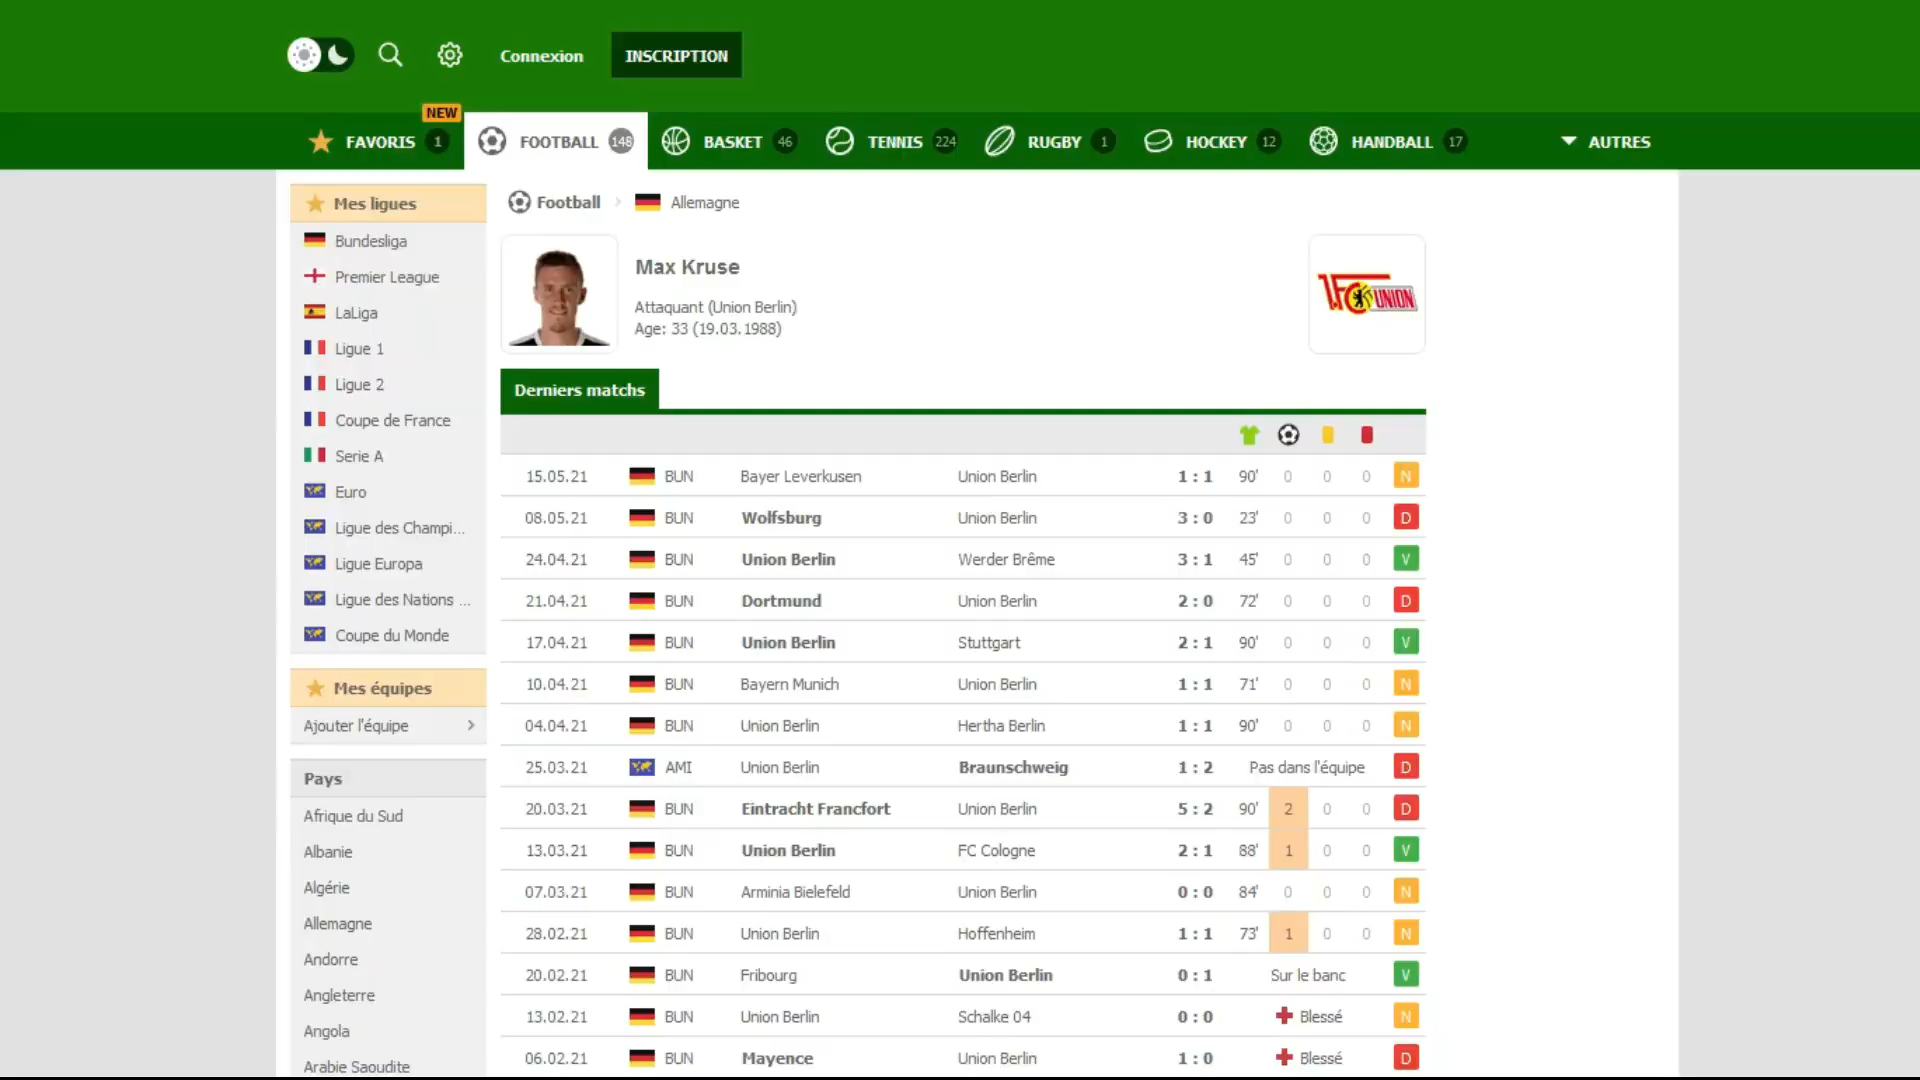 Connexion INSCRIPTION
NEW
FAVORIS 1 FOOTBALL 148 BASKET 46 TENNIS 224 RUGBY 1 HOCKEY 12 HANDBALL 17 AUTRES
Mes ligues
Bundesliga
Premier League
LaLiga
Ligue 1
Ligue 2
Coupe de France
Serie A
Euro
Ligue des Champi...
Ligue Europa
Ligue des Nations ...
Coupe du Monde
Mes équipes
Ajouter l'équipe
Pays
Afrique du Sud
Albanie
Algérie
Allemagne
Andorre
Angleterre
Angola
Arabie Saoudite
Football Allemagne
Max Kruse
Attaquant (Union Berlin)
Age: 33 (19.03.1988)
1.FC UNION
Derniers matchs
15.05.21 BUN Bayer Leverkusen Union Berlin 1 : 1 90' 0 0 0 N
08.05.21 BUN Wolfsburg Union Berlin 3 : 0 23' 0 0 0 D
24.04.21 BUN Union Berlin Werder Brême 3 : 1 45' 0 0 0 V
21.04.21 BUN Dortmund Union Berlin 2 : 0 72' 0 0 0 D
17.04.21 BUN Union Berlin Stuttgart 2 : 1 90' 0 0 0 V
10.04.21 BUN Bayern Munich Union Berlin 1 : 1 71' 0 0 0 N
04.04.21 BUN Union Berlin Hertha Berlin 1 : 1 90' 0 0 0 N
25.03.21 AMI Union Berlin Braunschweig 1 : 2 Pas dans l'équipe D
20.03.21 BUN Eintracht Francfort Union Berlin 5 : 2 90' 2 0 0 D
13.03.21 BUN Union Berlin FC Cologne 2 : 1 88' 1 0 0 V
07.03.21 BUN Arminia Bielefeld Union Berlin 0 : 0 84' 0 0 0 N
28.02.21 BUN Union Berlin Hoffenheim 1 : 1 73' 1 0 0 N
20.02.21 BUN Fribourg Union Berlin 0 : 1 Sur le banc V
13.02.21 BUN Union Berlin Schalke 04 0 : 0 Blessé N
06.02.21 BUN Mayence Union Berlin 1 : 0 Blessé D